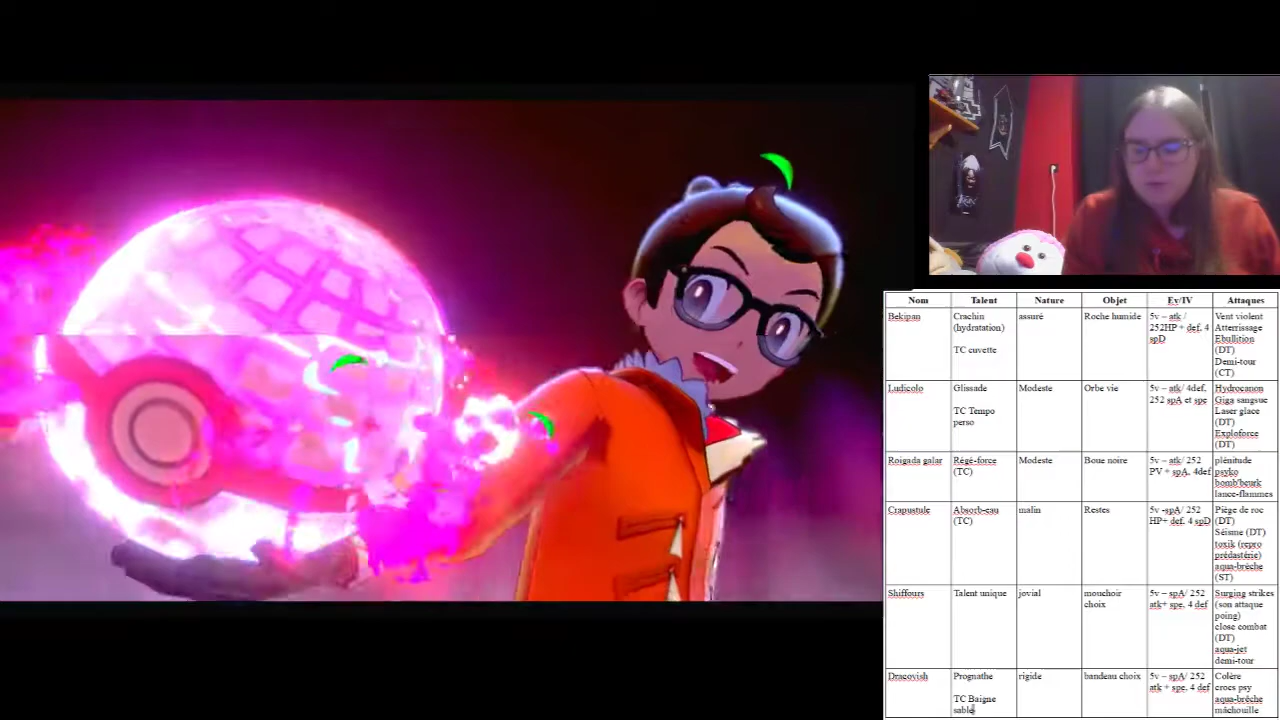 Nom Talent Nature Objet Ev/IV Attaques
Bekipan Crachin assuré Roche humide 5v – atk / Vent violent
(hydratation) 252HP + def. 4 Atterrissage
spD Ebullition
TC cuvette (DT)
Demi-tour
(CT)
Ludicolo Glissade Modeste Orbe vie 5v – atk/ 4def, Hydrocanon
252 spA et spe Giga sangsue
TC Tempo Laser glace
perso (DT)
Exploforce
(DT)
Roigada galar Régé-force Modeste Boue noire 5v – atk/ 252 plénitude
(TC) PV + spA, 4def psyko
bomb'beurk
lance-flammes
Crapustule Absorb-eau malin Restes 5v -spA/ 252 Piège de roc
(TC) HP+ def. 4 spD (DT)
Séisme (DT)
toxik (repro
prédastérie)
aqua-brèche
(ST)
Shiffours Talent unique jovial mouchoir 5v – spA/ 252 Surging strikes
choix atk+ spe, 4 def (son attaque
poing)
close combat
(DT)
aqua-jet
demi-tour
Dracovish Prognathe rigide bandeau choix 5v – spA/ 252 Colère
atk + spe, 4 def crocs psy
TC Baigne aqua-brêche
sable mâchouille